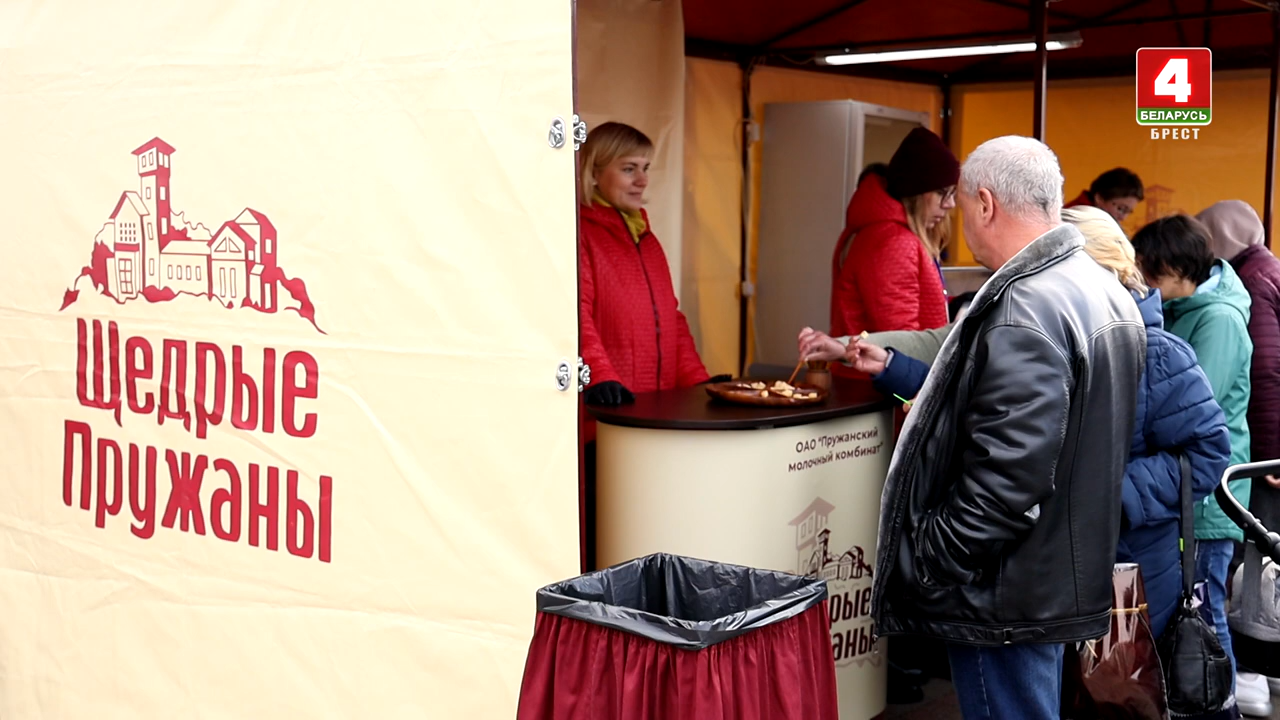 4
БЕЛАРУСЬ
БРЕСТ
Щедрые
Пружаны
ОАО "Пружанский
молочный комбинат"